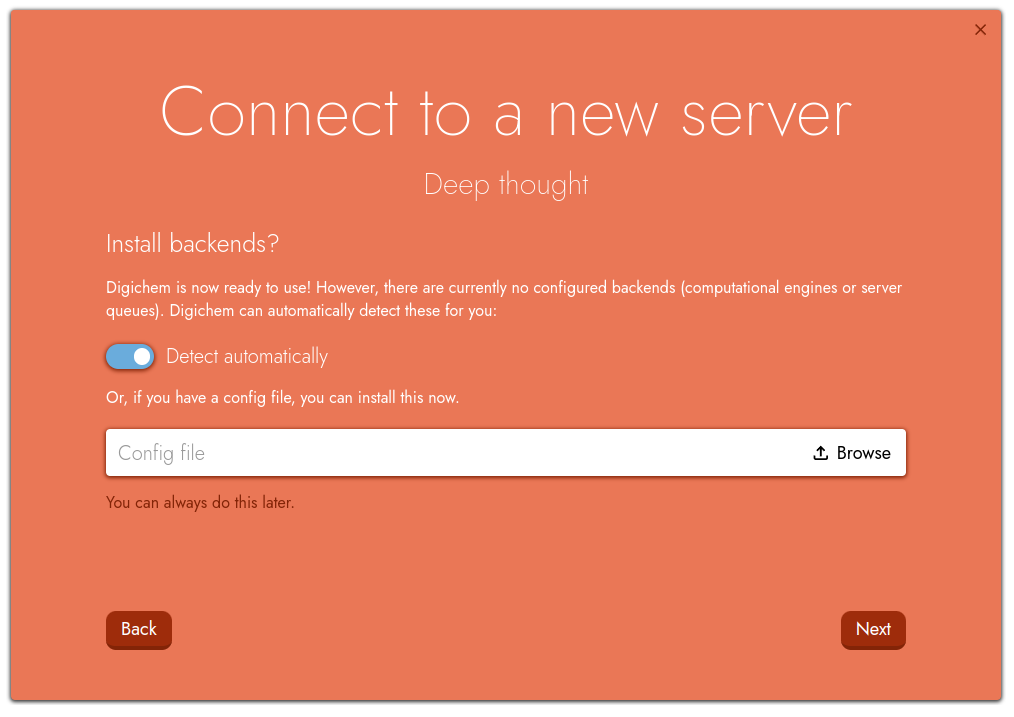 Connect to a new server
Deep thought
Install backends?
Digichem is now ready to use! However, there are currently no configured backends (computational engines or server
queues). Digichem can automatically detect these for you:
Detect automatically
Or, if you have a config file, you can install this now.
Config file Browse
You can always do this later.
Back Next